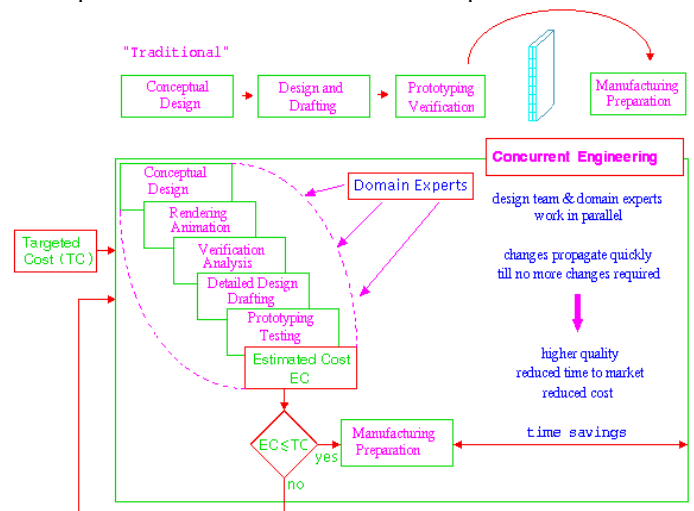 "Traditional"
Conceptual
Design
Design and
Drafting
Prototyping
Verification
Manufacturing
Preparation
Concurrent Engineering
Conceptual
Design
Rendering
Animation
Verification
Analysis
Detailed Design
Drafting
Prototyping
Testing
Estimated Cost
EC
Domain Experts
Targeted
Cost (TC)
design team & domain experts
work in parallel
changes propagate quickly
till no more changes required
higher quality
reduced time to market
reduced cost
EC≤TC
yes
no
Manufacturing
Preparation
time savings